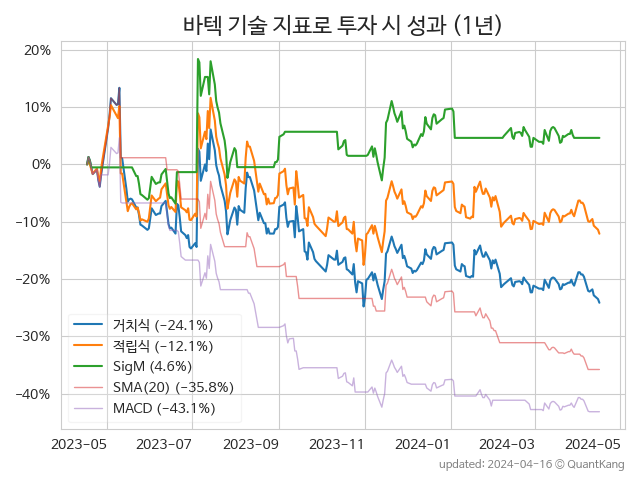 바텍 기술 지표로 투자 시 성과 (1년)
20%
10%
0%
−10%
−20%
−30%
−40%
거치식 (−24.1%)
적립식 (−12.1%)
SigM (4.6%)
SMA(20) (−35.8%)
MACD (−43.1%)
2023-05 2023-07 2023-09 2023-11 2024-01 2024-03 2024-05
updated: 2024-04-16 © QuantKang